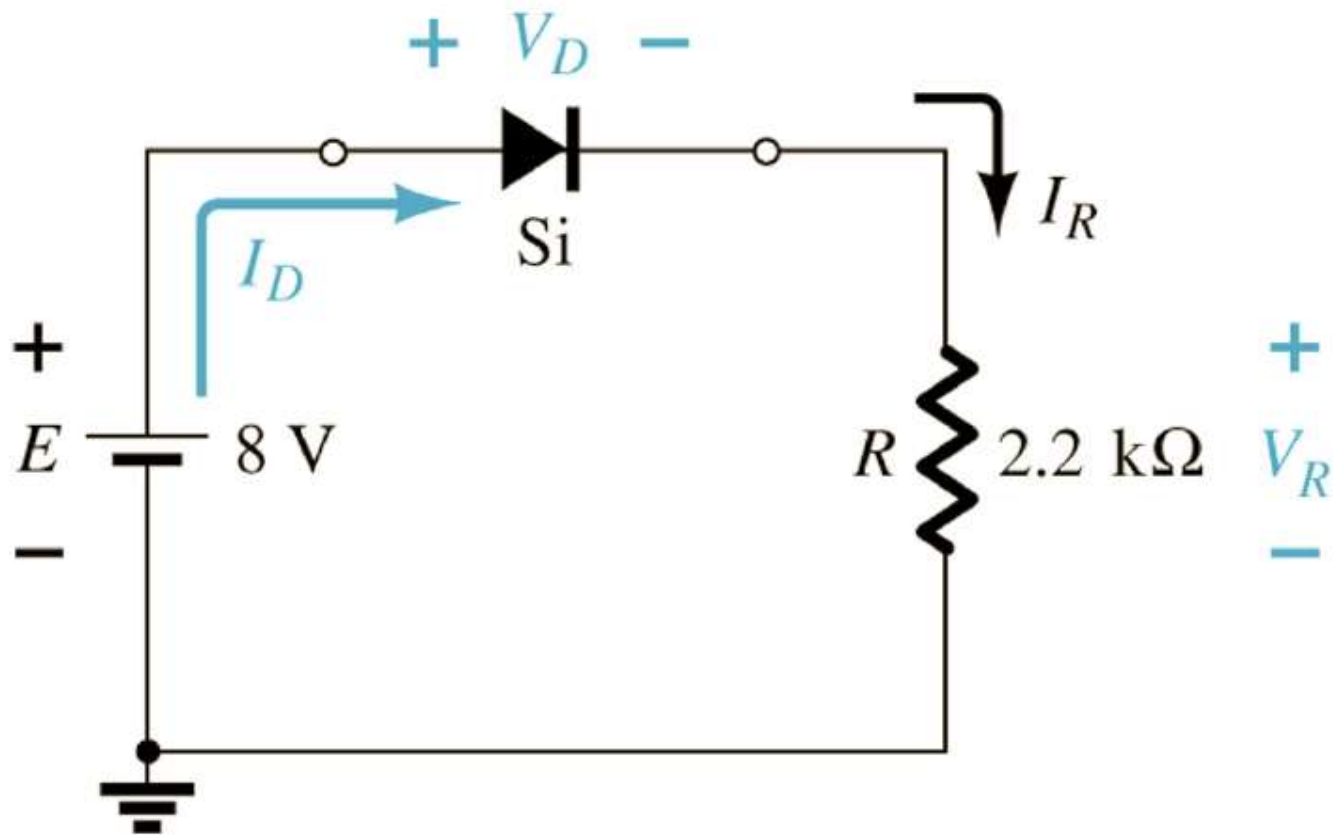 + V_D −
I_R
Si
I_D
+
E 8 V
−
R 2.2 kΩ
+
V_R
−